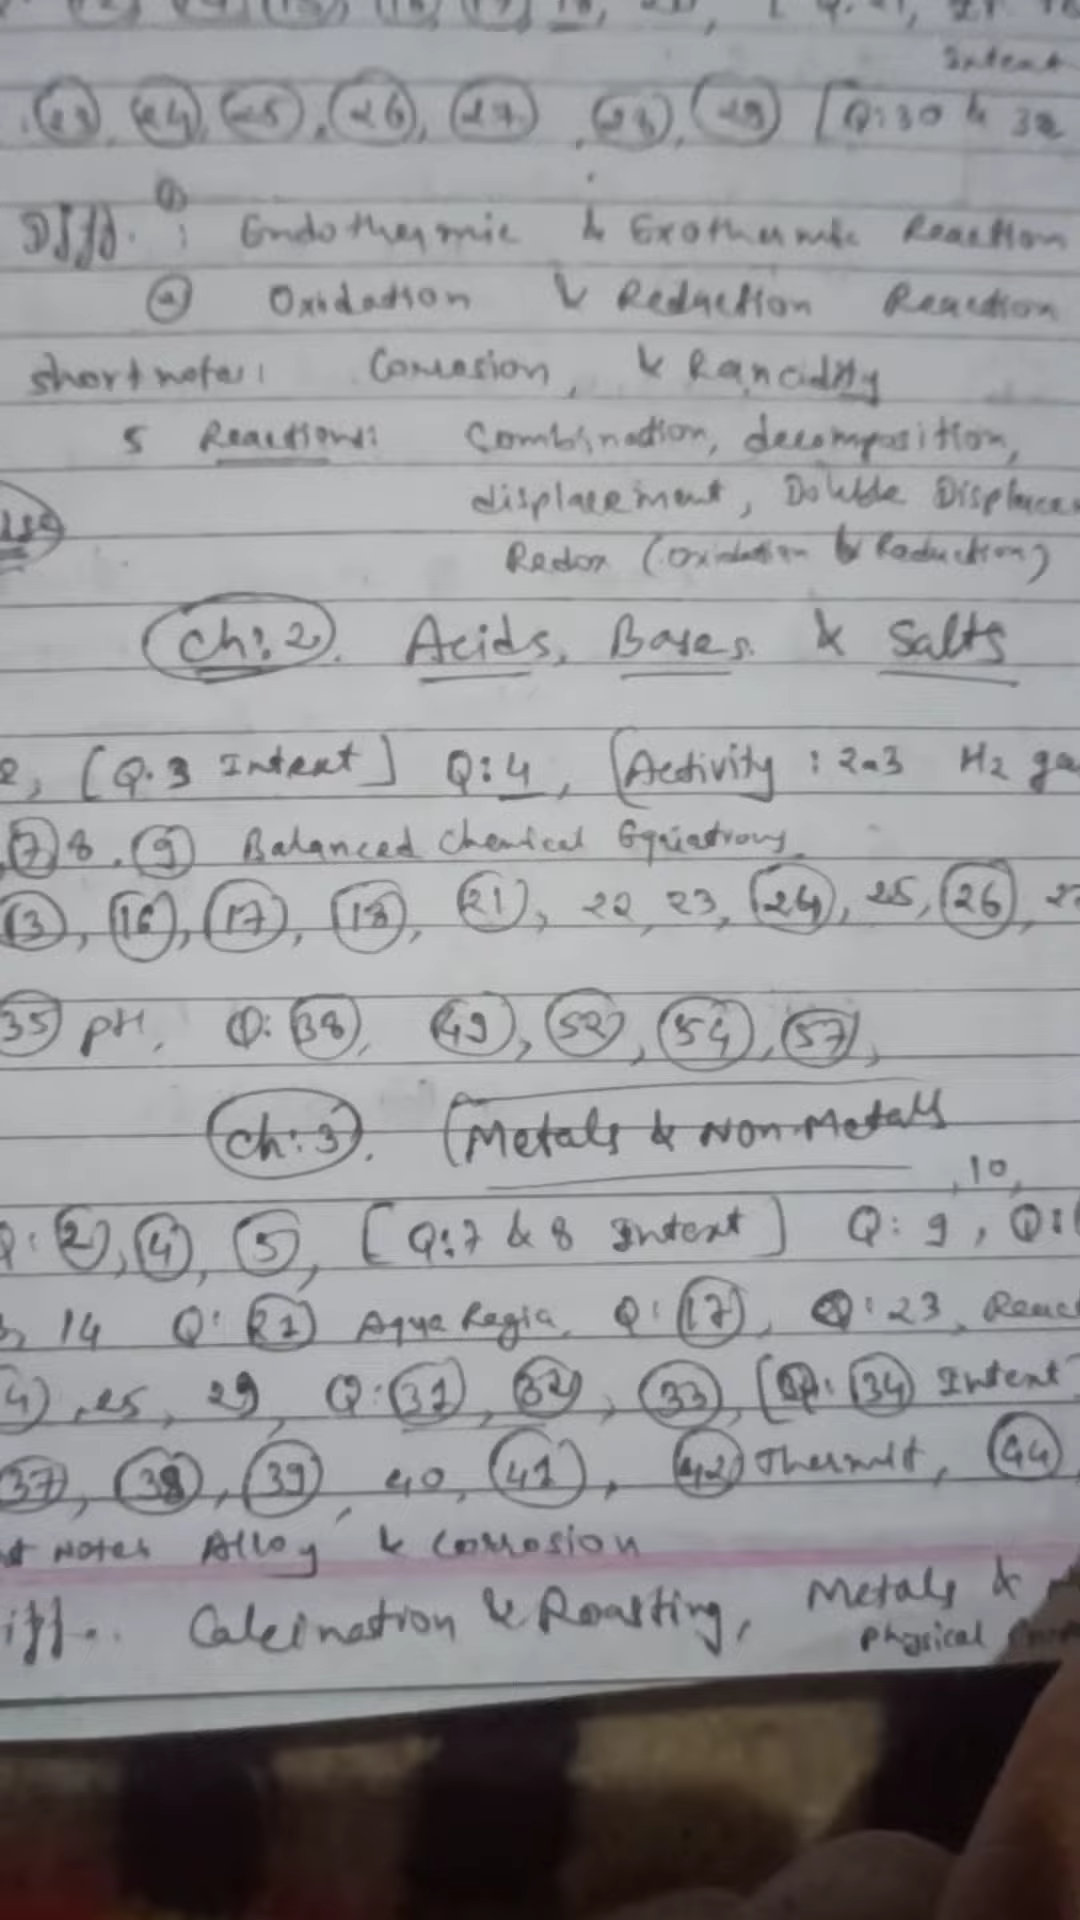 Intext
23, 24, 25, 26, 27, 28, 29 [Q:30 & 32
Diff. : ① Endothermic & Exothermic Reaction
② Oxidation & Reduction Reaction
short notes: Corrosion, & Rancidity
5 Reactions: Combination, decomposition,
displacement, Double Displace
Redox (Oxidation & Reduction)
Ch:2. Acids, Bases & Salts
2, [Q.3 Intext] Q:4, [Activity : 2.3 H2 ga
7, 8, 9 Balanced Chemical Equations
13, 16, 17, 18, 21, 22, 23, 24, 25, 26, 27
35 pH, Q: 38, 49, 52, 54, 57,
Ch:3. Metals & Non-Metals
, 10,
Q: 2, 4, 5, [Q:7 & 8 Intext] Q: 9, Q:
14 Q: 21 Aqua Regia, Q: 17, Q: 23, Reac
4), 25, 29, Q: 31, 32, 33, [Q: 34 Intext]
37, 38, 39, 40, 41, 42 Thermit, 44
Notes Alloy & Corrosion
iff.. Calcination & Roasting, Metals &
Physical